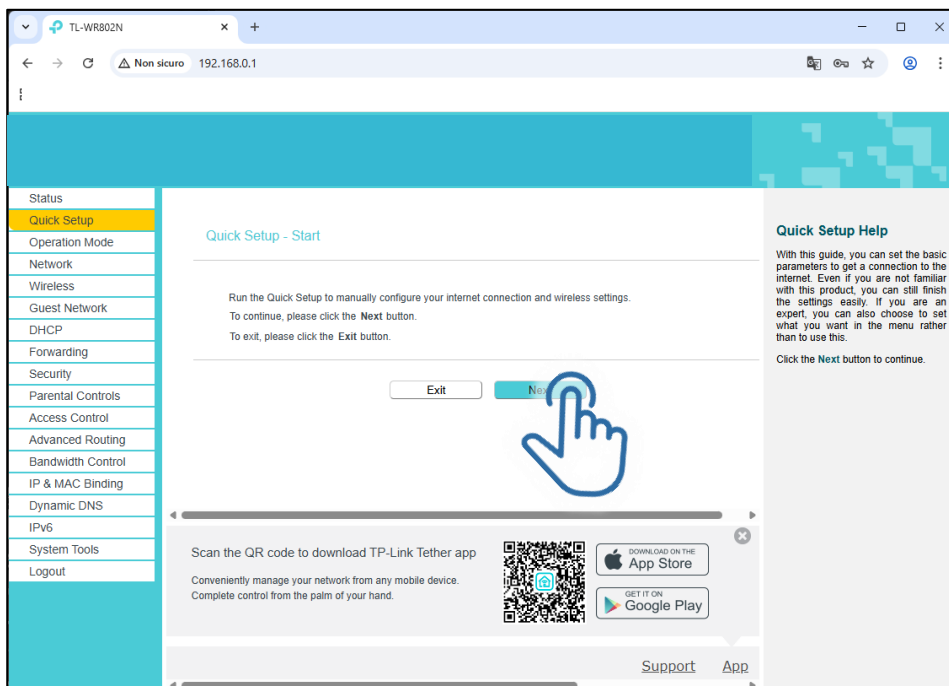 TL-WR802N
Non sicuro 192.168.0.1
Status
Quick Setup
Operation Mode
Network
Wireless
Guest Network
DHCP
Forwarding
Security
Parental Controls
Access Control
Advanced Routing
Bandwidth Control
IP & MAC Binding
Dynamic DNS
IPv6
System Tools
Logout
Quick Setup - Start
Run the Quick Setup to manually configure your internet connection and wireless settings.
To continue, please click the Next button.
To exit, please click the Exit button.
Exit
Scan the QR code to download TP-Link Tether app
Conveniently manage your network from any mobile device.
Complete control from the palm of your hand.
DOWNLOAD ON THE
App Store
GET IT ON
Google Play
Support App
Quick Setup Help
With this guide, you can set the basic
parameters to get a connection to the
internet. Even if you are not familiar
with this product, you can still finish
the settings easily. If you are an
expert, you can also choose to set
what you want in the menu rather
than to use this.
Click the Next button to continue.